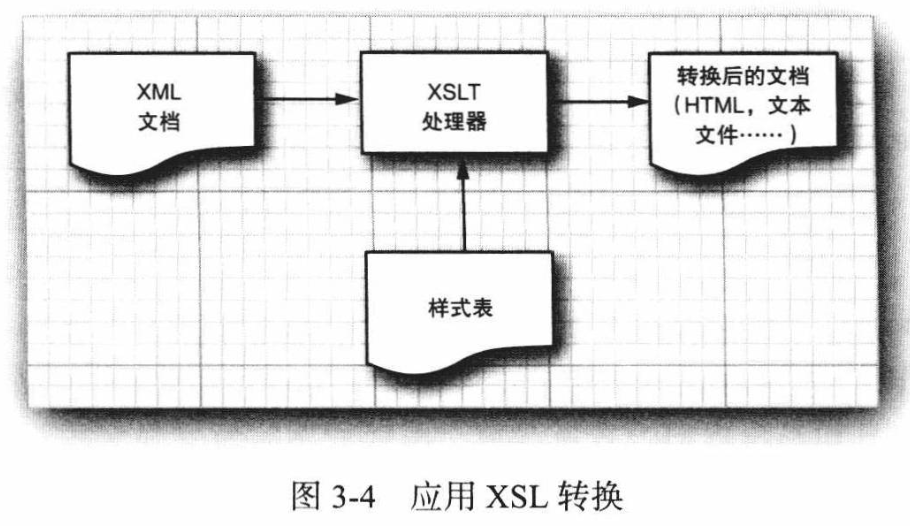 XML
文档
XSLT
处理器
转换后的文档
(HTML，文本
文件……)
样式表
图 3-4 应用 XSL 转换